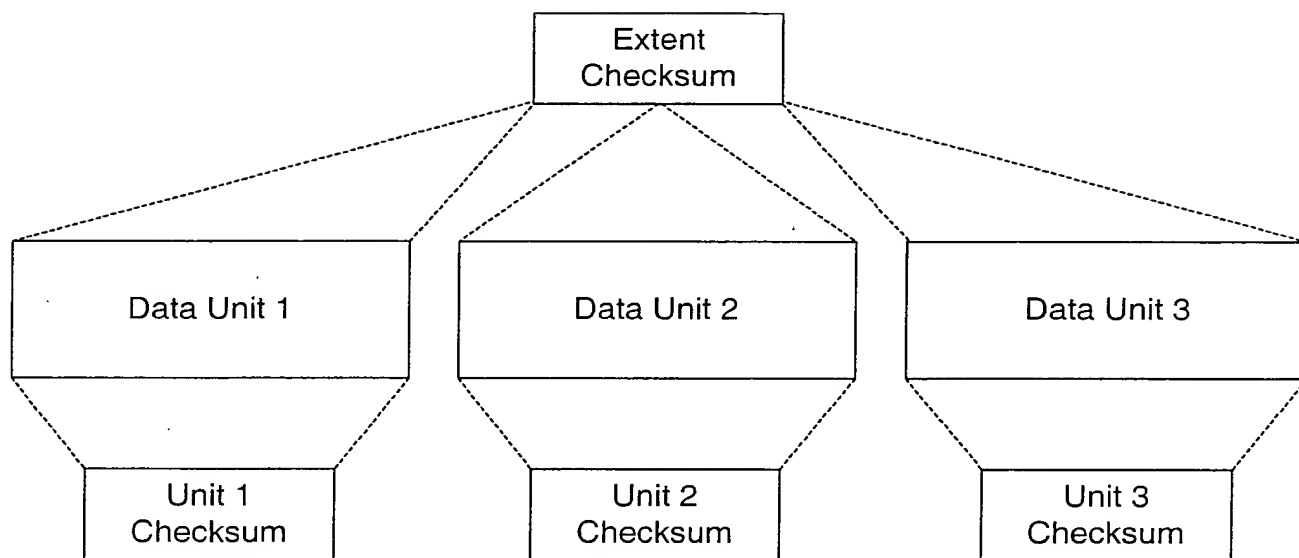 Extent
Checksum
Data Unit 1
Data Unit 2
Data Unit 3
Unit 1
Checksum
Unit 2
Checksum
Unit 3
Checksum